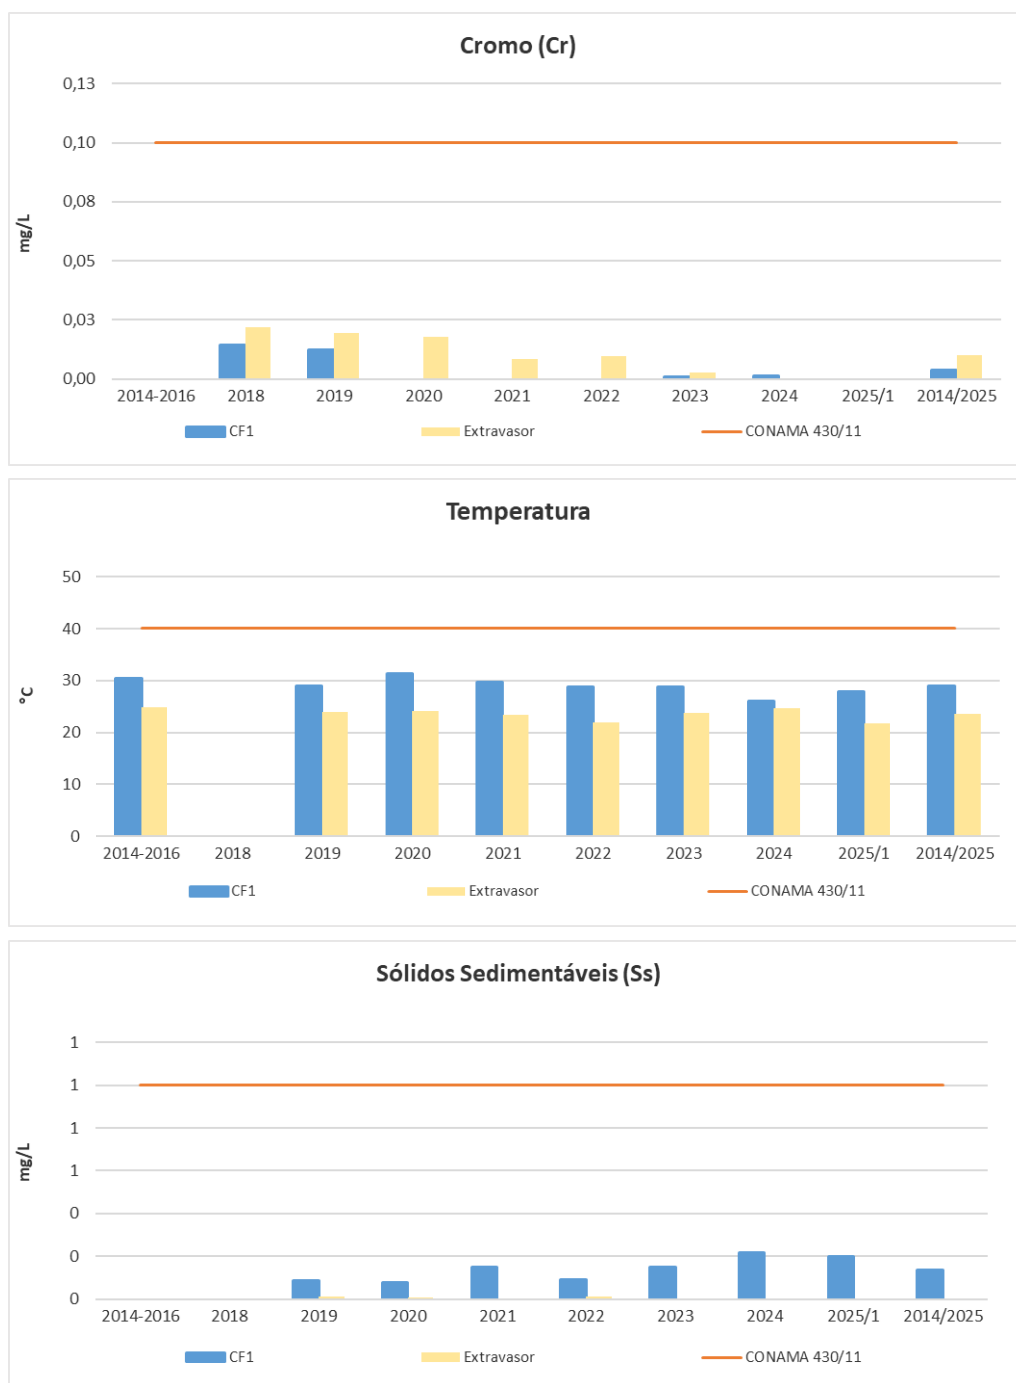 Cromo (Cr)
0,13
0,10
0,08
0,05
0,03
0,00
mg/L
2014-2016 2018 2019 2020 2021 2022 2023 2024 2025/1 2014/2025
CF1 Extravasor CONAMA 430/11
Temperatura
50
40
30
20
10
0
°C
2014-2016 2018 2019 2020 2021 2022 2023 2024 2025/1 2014/2025
CF1 Extravasor CONAMA 430/11
Sólidos Sedimentáveis (Ss)
1
1
1
1
0
0
0
mg/L
2014-2016 2018 2019 2020 2021 2022 2023 2024 2025/1 2014/2025
CF1 Extravasor CONAMA 430/11